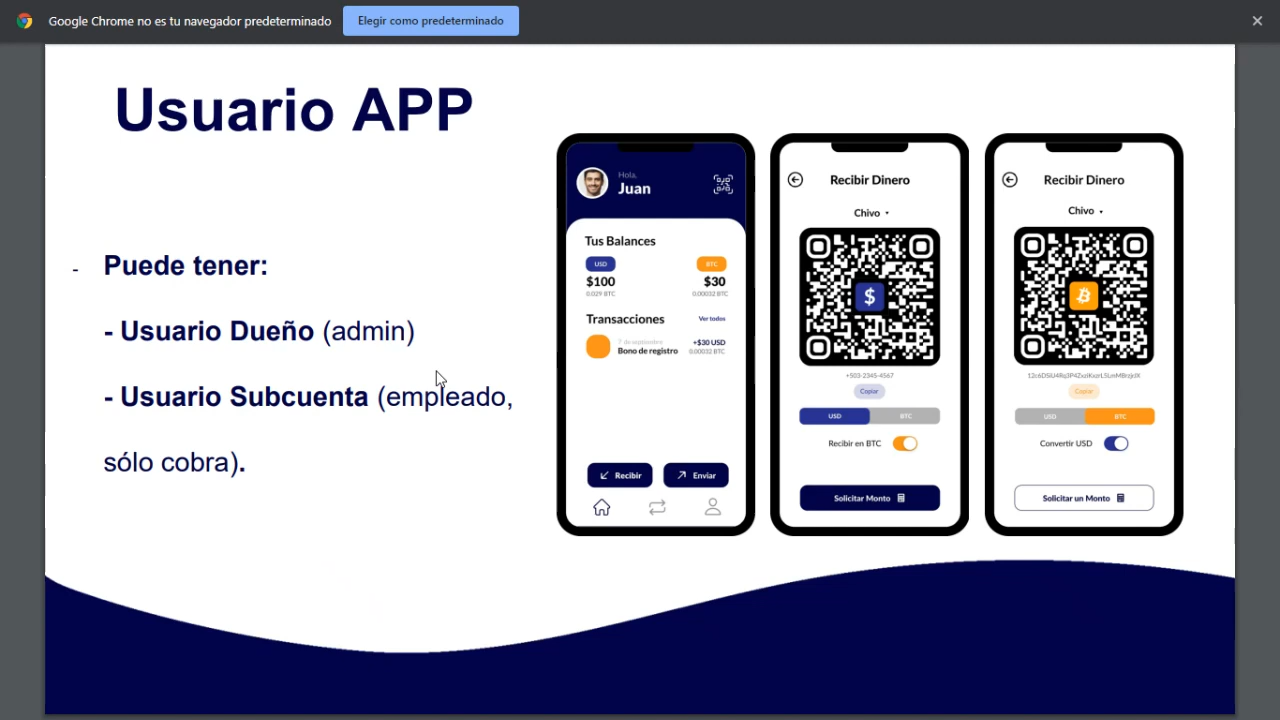 Google Chrome no es tu navegador predeterminado
Elegir como predeterminado
Usuario APP
- Puede tener:
- Usuario Dueño (admin)
- Usuario Subcuenta (empleado,
sólo cobra).
Hola,
Juan
Tus Balances
USD
BTC
$100
$30
0.029 BTC
0.00032 BTC
Transacciones
Ver todos
7 de septiembre
+$30 USD
Bono de registro
0.00032 BTC
Recibir
Enviar
Recibir Dinero
Chivo
$
+503-2345-4567
Copiar
USD
BTC
Recibir en BTC
Solicitar Monto
Recibir Dinero
Chivo
Copiar
USD
BTC
Convertir USD
Solicitar un Monto